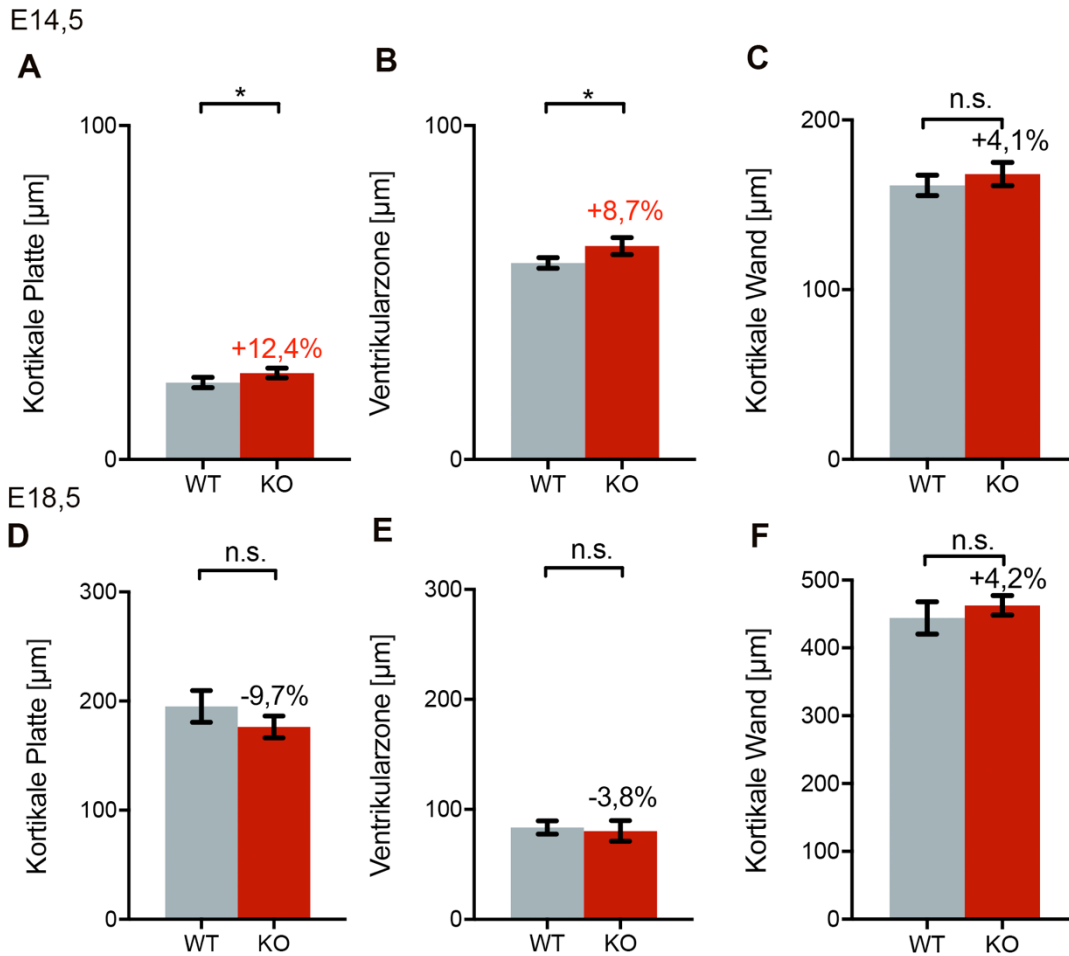 E14,5
A
*
100
0
Kortikale Platte [µm]
+12,4%
WT KO
B
*
100
0
Ventrikularzone [µm]
+8,7%
WT KO
C
n.s.
200
100
0
Kortikale Wand [µm]
+4,1%
WT KO
E18,5
D
n.s.
300
200
100
0
Kortikale Platte [µm]
-9,7%
WT KO
E
n.s.
300
200
100
0
Ventrikularzone [µm]
-3,8%
WT KO
F
n.s.
500
400
300
200
100
0
Kortikale Wand [µm]
+4,2%
WT KO